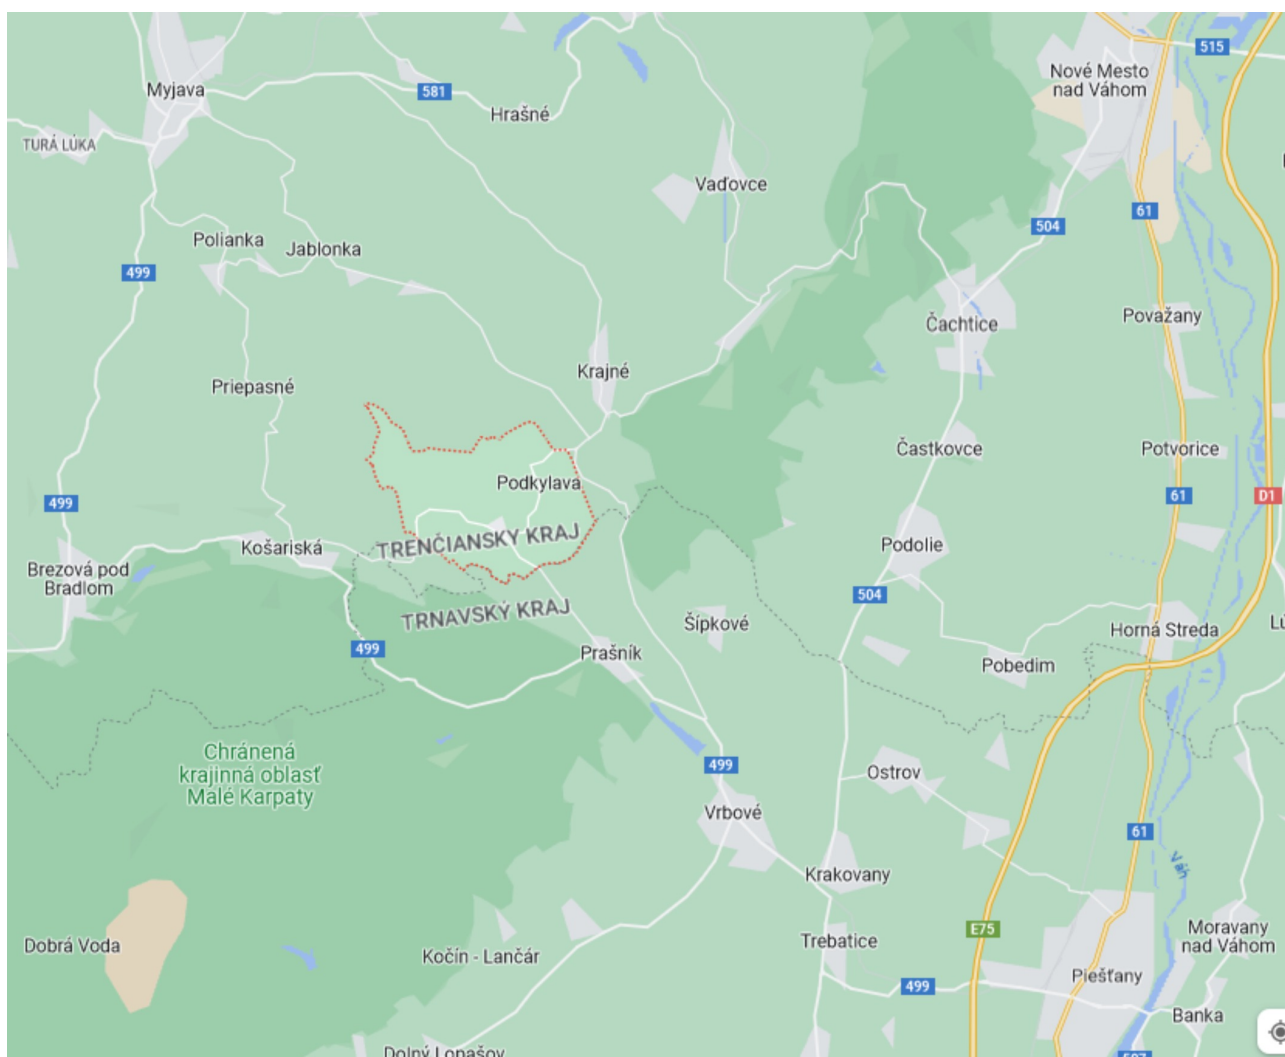 515
Nové Mesto
nad Váhom
Myjava
581
Hrašné
TURÁ LÚKA
Vaďovce
61
504
Polianka
Jablonka
499
Považany
Čachtice
Krajné
Priepasné
Častkovce
Potvorice
Podkylava
499
61
D1
TRENČIANSKY KRAJ
Košariská
Podolie
Brezová pod
Bradlom
504
TRNAVSKÝ KRAJ
Šípkové
Horná Streda
499
Prašník
Pobedim
Chránená
krajinná oblasť
Malé Karpaty
499
Ostrov
Vrbové
61
Váh
Krakovany
E75
Moravany
nad Váhom
Dobrá Voda
Trebatice
Kočín - Lančár
Piešťany
499
Banka
Dolný Lopašov
507